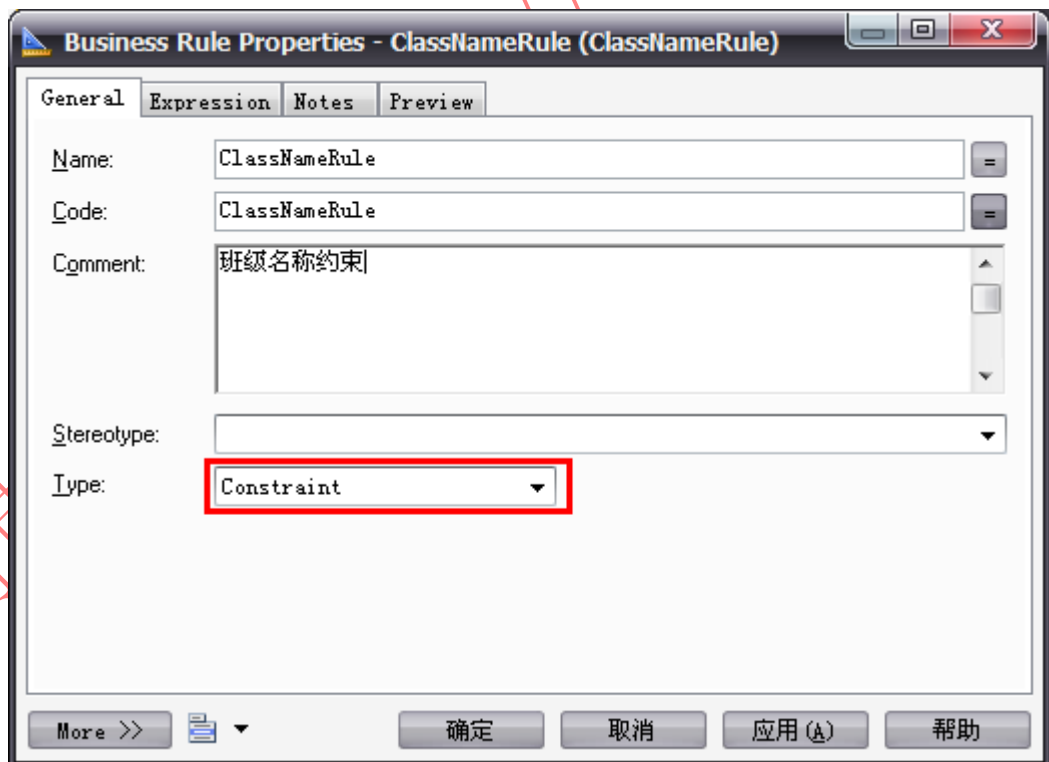 Business Rule Properties - ClassNameRule (ClassNameRule)
General Expression Notes Preview
Name: ClassNameRule =
Code: ClassNameRule =
Comment: 班级名称约束
Stereotype:
Type: Constraint
More >> 确定 取消 应用(A) 帮助